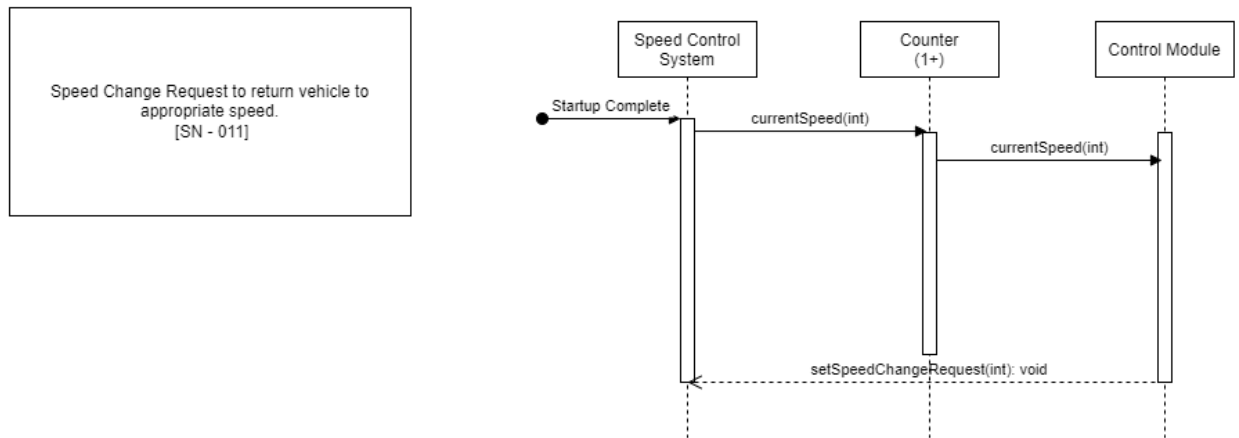 Speed Change Request to return vehicle to
appropriate speed.
[SN - 011]
Speed Control
System
Counter
(1+)
Control Module
Startup Complete
currentSpeed(int)
currentSpeed(int)
setSpeedChangeRequest(int): void